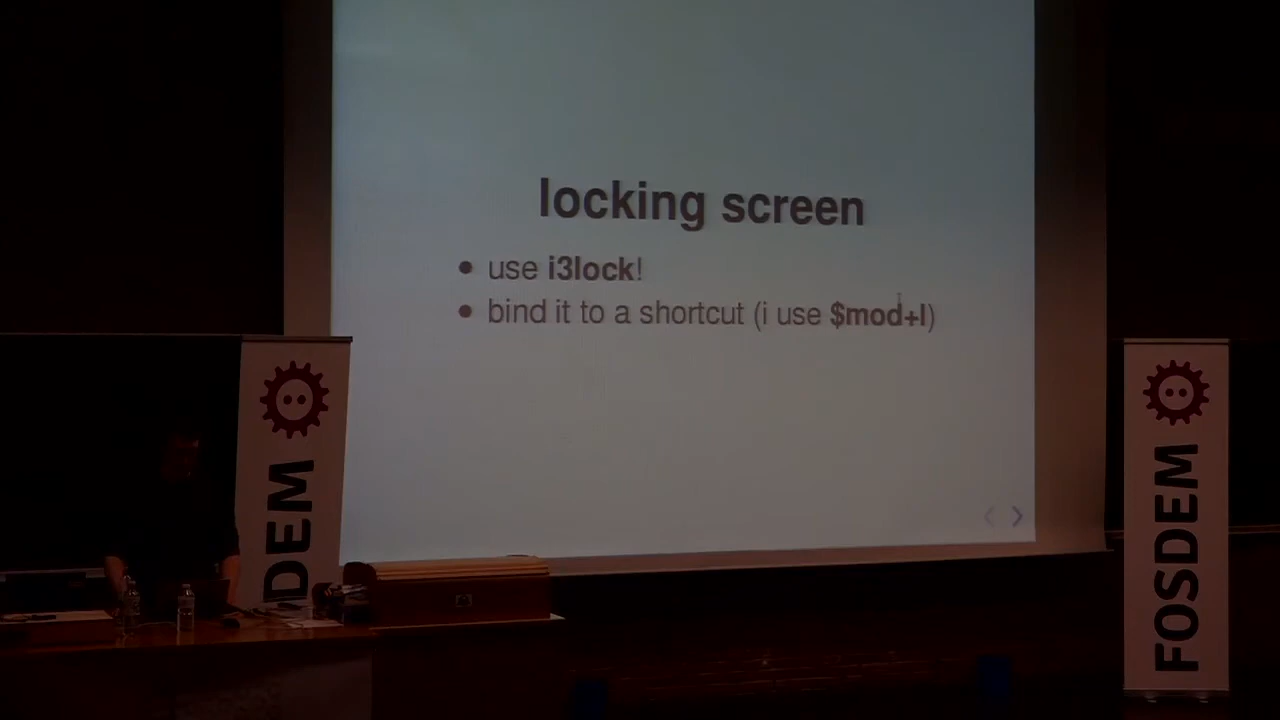 locking screen
• use i3lock!
• bind it to a shortcut (i use $mod+l)
DEM
FOSDEM